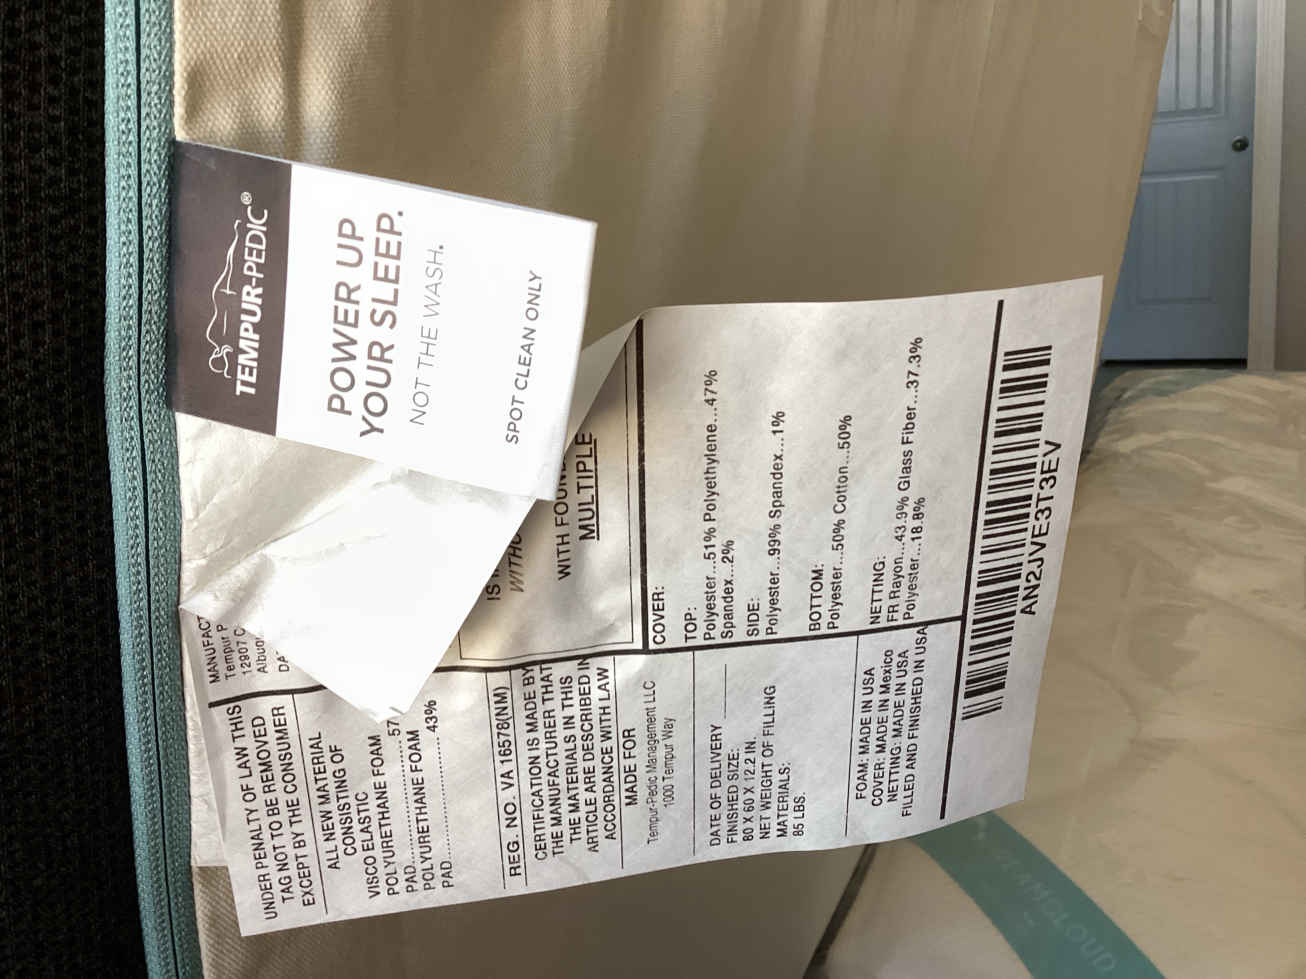 TEMPUR-PEDIC®
POWER UP
YOUR SLEEP.
NOT THE WASH.
SPOT CLEAN ONLY
UNDER PENALTY OF LAW THIS
TAG NOT TO BE REMOVED
EXCEPT BY THE CONSUMER
ALL NEW MATERIAL
CONSISTING OF
VISCO ELASTIC
POLYURETHANE FOAM
PAD....................57
POLYURETHANE FOAM
PAD....................43%
REG. NO. VA 16578(NM)
CERTIFICATION IS MADE BY
THE MANUFACTURER THAT
THE MATERIALS IN THIS
ARTICLE ARE DESCRIBED IN
ACCORDANCE WITH LAW
MADE FOR
Tempur-Pedic Management LLC
1000 Tempur Way
DATE OF DELIVERY
FINISHED SIZE:
80 X 60 X 12.2 IN.
NET WEIGHT OF FILLING
MATERIALS:
85 LBS.
FOAM: MADE IN USA
COVER: MADE IN Mexico
NETTING: MADE IN USA
FILLED AND FINISHED IN USA
Tempur
12907
IS
WITH
MULTIPLE
COVER:
TOP:
Polyester...51% Polyethylene...47%
Spandex...2%
SIDE:
Polyester...99% Spandex...1%
BOTTOM:
Polyester...50% Cotton...50%
NETTING:
FR Rayon...43.9% Glass Fiber...37.3%
Polyester...18.8%
AN2JVE3T3EV